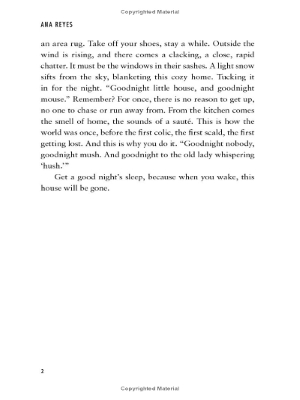 Copyrighted Material
ANA REYES
an area rug. Take off your shoes, stay a while. Outside the
wind is rising, and there comes a clacking, a close, rapid
chatter. It must be the windows in their sashes. A light snow
sifts from the sky, blanketing this cozy home. Tucking it
in for the night. “Goodnight little house, and goodnight
mouse.” Remember? For once, there is no reason to get up,
no one to chase or run away from. From the kitchen comes
the smell of home, the sounds of a sauté. This is how the
world was once, before the first colic, the first scald, the first
getting lost. And this is why you do it. “Goodnight nobody,
goodnight mush. And goodnight to the old lady whispering
‘hush.’”
Get a good night’s sleep, because when you wake, this
house will be gone.
2
Copyrighted Material